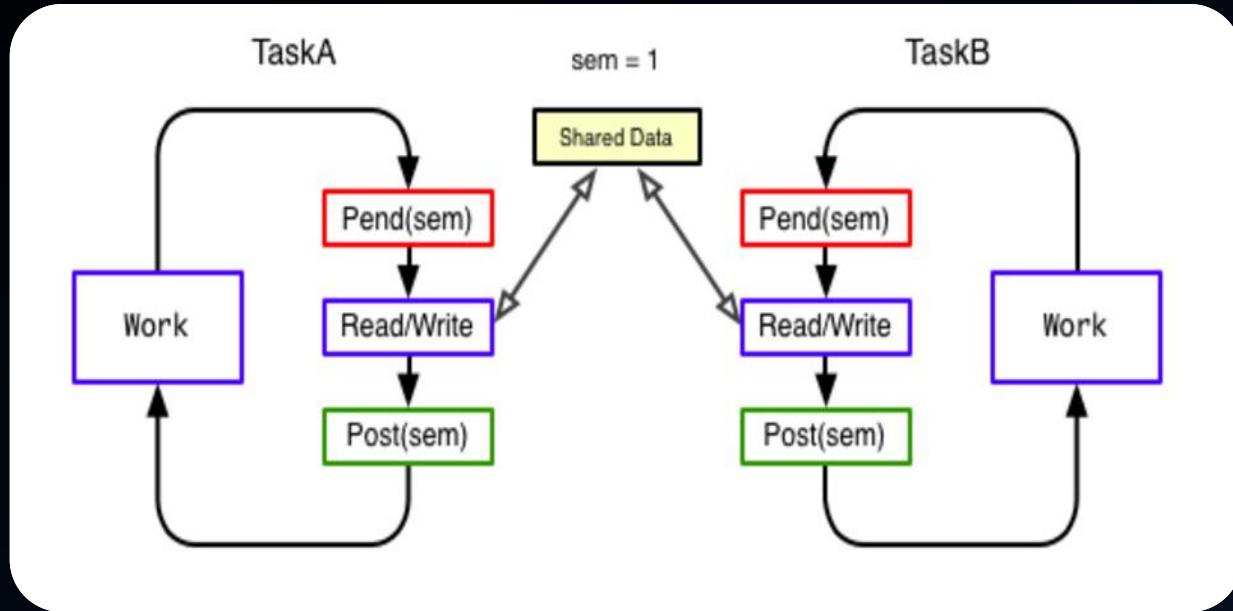 TaskA
sem = 1
TaskB
Shared Data
Pend(sem)
Pend(sem)
Work
Read/Write
Read/Write
Work
Post(sem)
Post(sem)